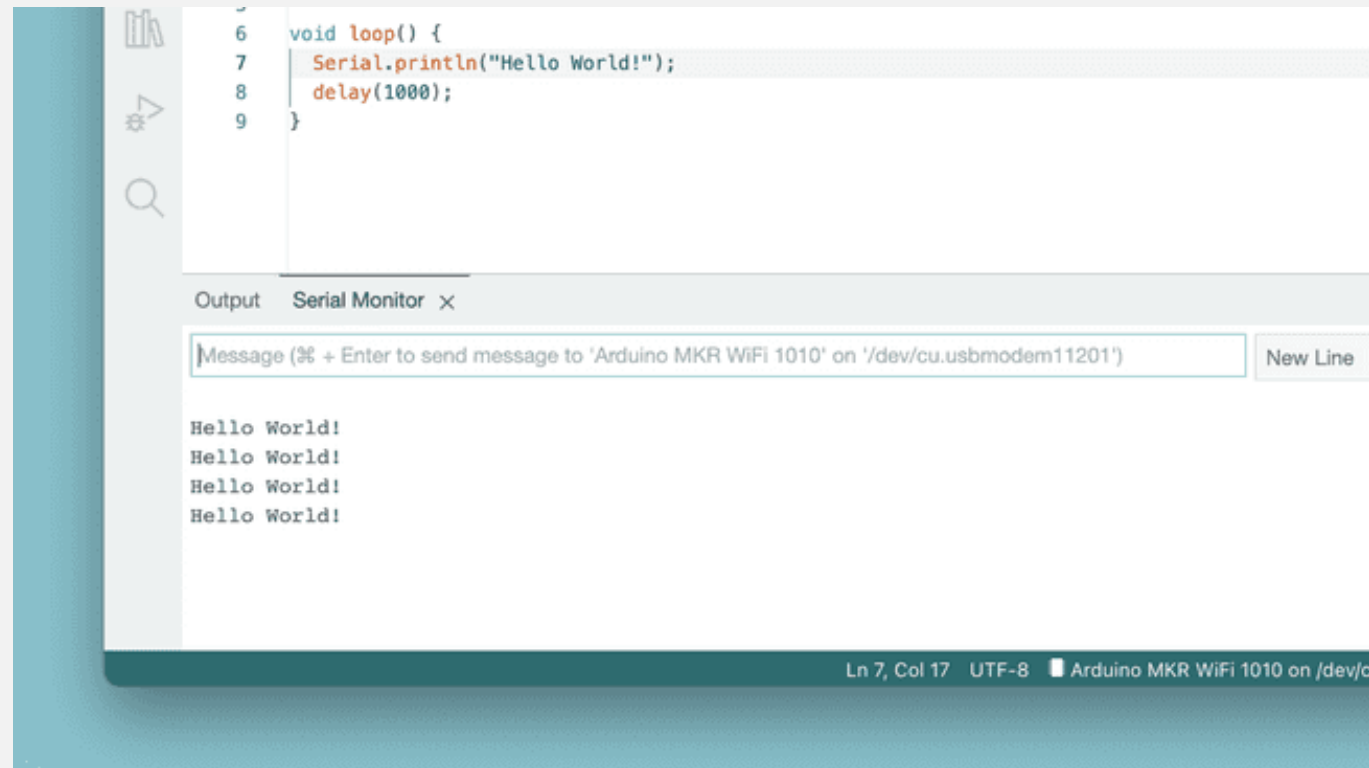 6 void loop() {
7 Serial.println("Hello World!");
8 delay(1000);
9 }
Output Serial Monitor ×
Message (⌘ + Enter to send message to 'Arduino MKR WiFi 1010' on '/dev/cu.usbmodem11201') New Line
Hello World!
Hello World!
Hello World!
Hello World!
Ln 7, Col 17 UTF-8 Arduino MKR WiFi 1010 on